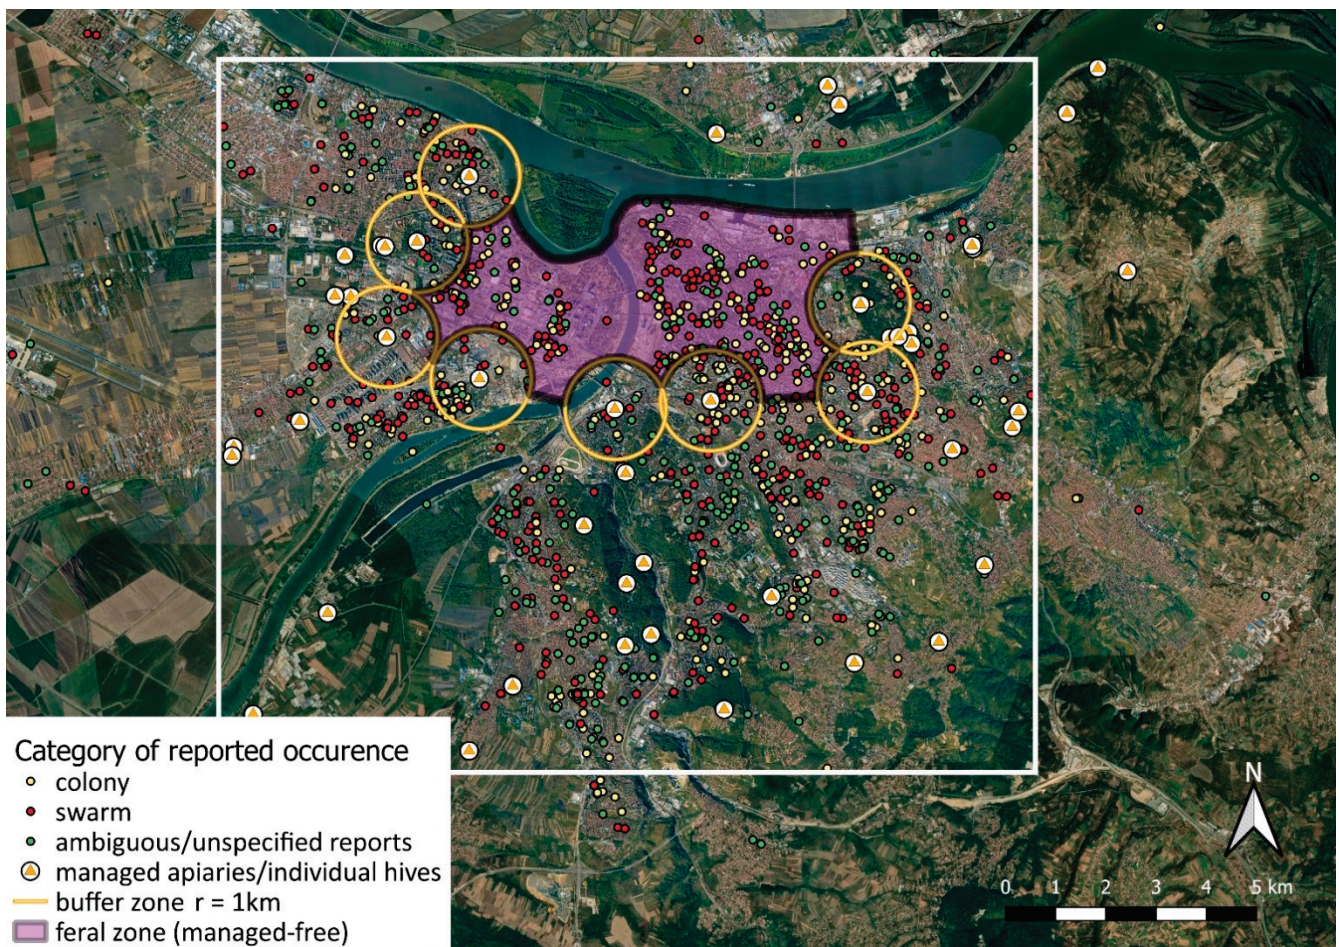 Category of reported occurence
colony
swarm
ambiguous/unspecified reports
managed apiaries/individual hives
buffer zone r = 1km
feral zone (managed-free)
N
0 1 2 3 4 5 km